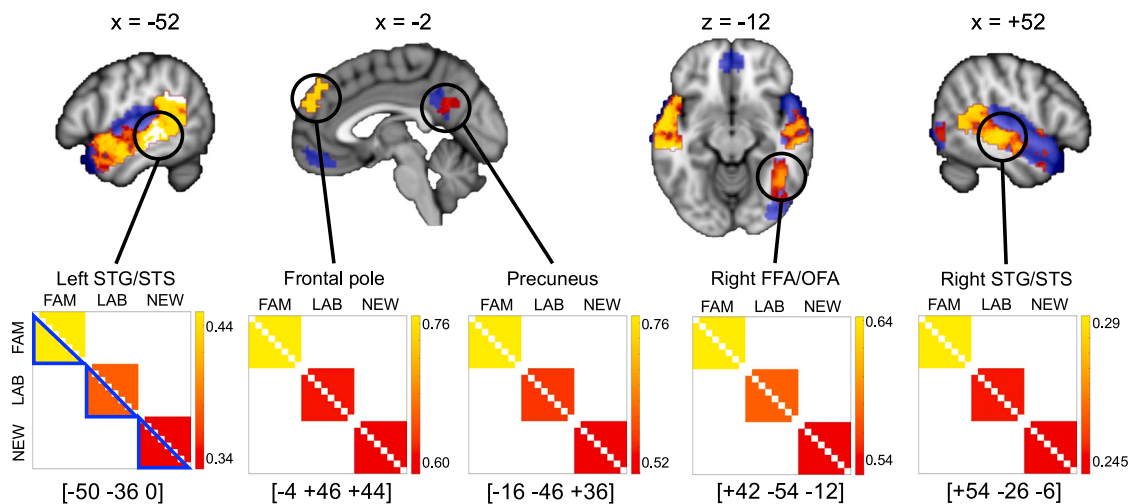 x = -52
x = -2
z = -12
x = +52
Left STG/STS
Frontal pole
Precuneus
Right FFA/OFA
Right STG/STS
FAM LAB NEW
FAM LAB NEW
FAM LAB NEW
FAM LAB NEW
FAM LAB NEW
FAM
LAB
NEW
0.44
0.34
0.76
0.60
0.76
0.52
0.64
0.54
0.29
0.245
[-50 -36 0]
[-4 +46 +44]
[-16 -46 +36]
[+42 -54 -12]
[+54 -26 -6]